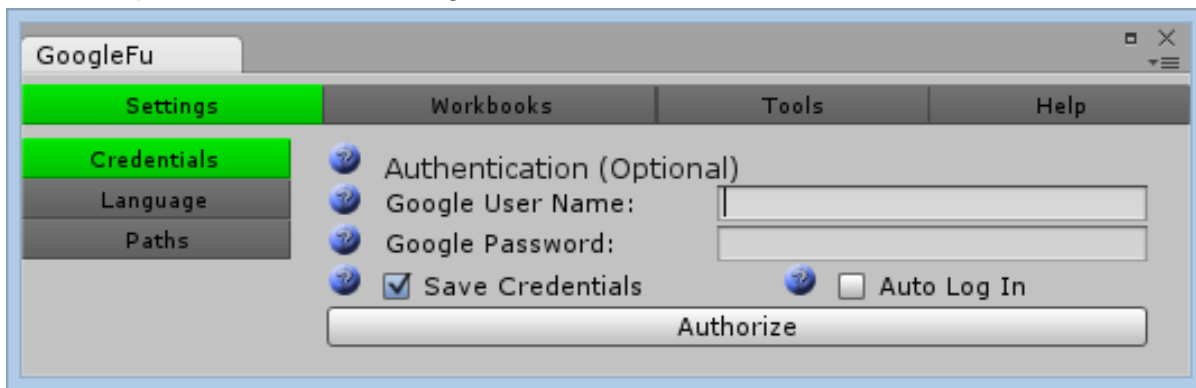 GoogleFu
Settings Workbooks Tools Help
Credentials
Language
Paths
Authentication (Optional)
Google User Name:
Google Password:
Save Credentials Auto Log In
Authorize